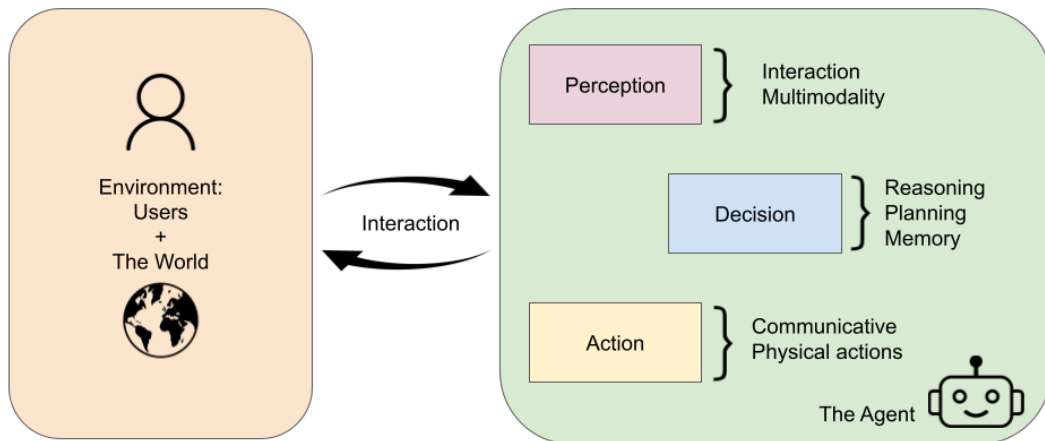 Environment:
Users
+
The World
Interaction
Perception
Interaction
Multimodality
Decision
Reasoning
Planning
Memory
Action
Communicative
Physical actions
The Agent